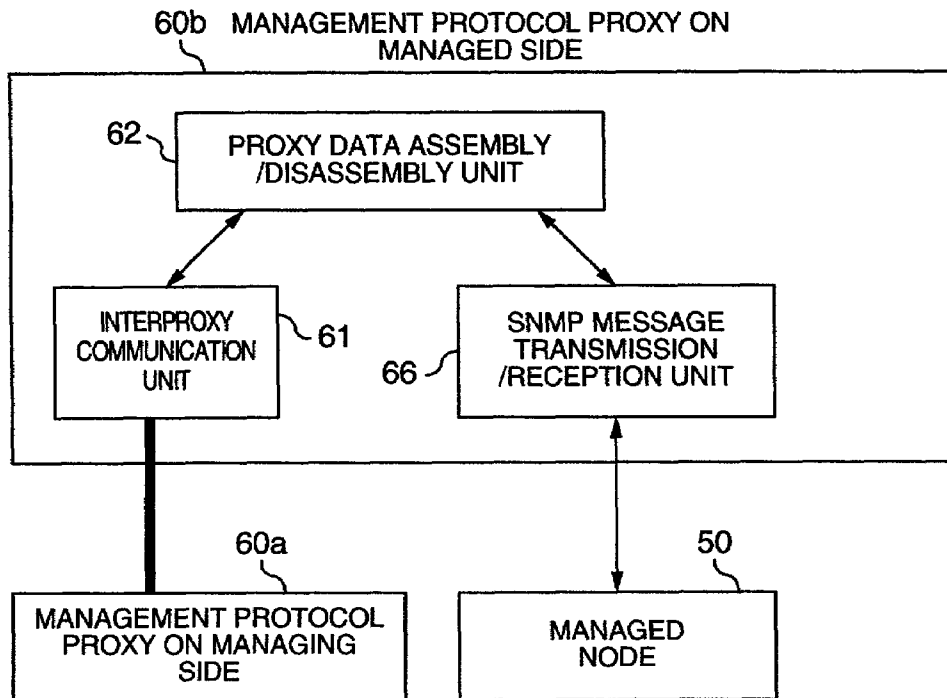 60b MANAGEMENT PROTOCOL PROXY ON
MANAGED SIDE
62
PROXY DATA ASSEMBLY
/DISASSEMBLY UNIT
INTERPROXY
COMMUNICATION
UNIT
61
66
SNMP MESSAGE
TRANSMISSION
/RECEPTION UNIT
60a
MANAGEMENT PROTOCOL
PROXY ON MANAGING
SIDE
50
MANAGED
NODE